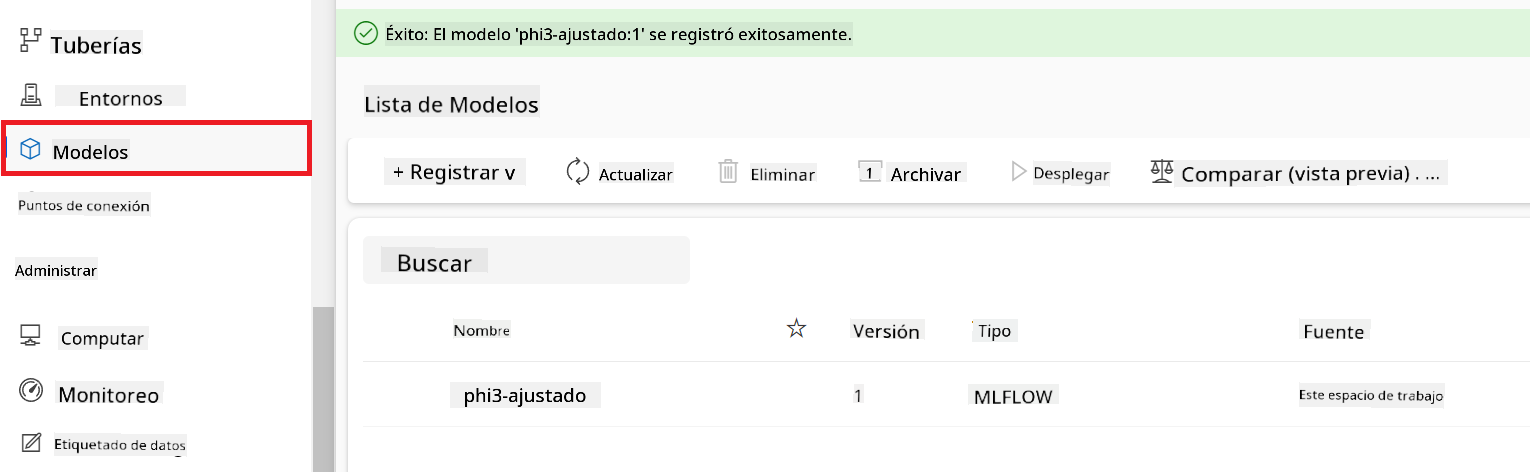 Tuberías
Entornos
Modelos
Puntos de conexión
Administrar
Computar
Monitoreo
Etiquetado de datos
Éxito: El modelo 'phi3-ajustado:1' se registró exitosamente.
Lista de Modelos
+ Registrar v Actualizar Eliminar 1 Archivar Desplegar Comparar (vista previa) . ...
Buscar
Nombre Versión Tipo Fuente
phi3-ajustado 1 MLFLOW Este espacio de trabajo